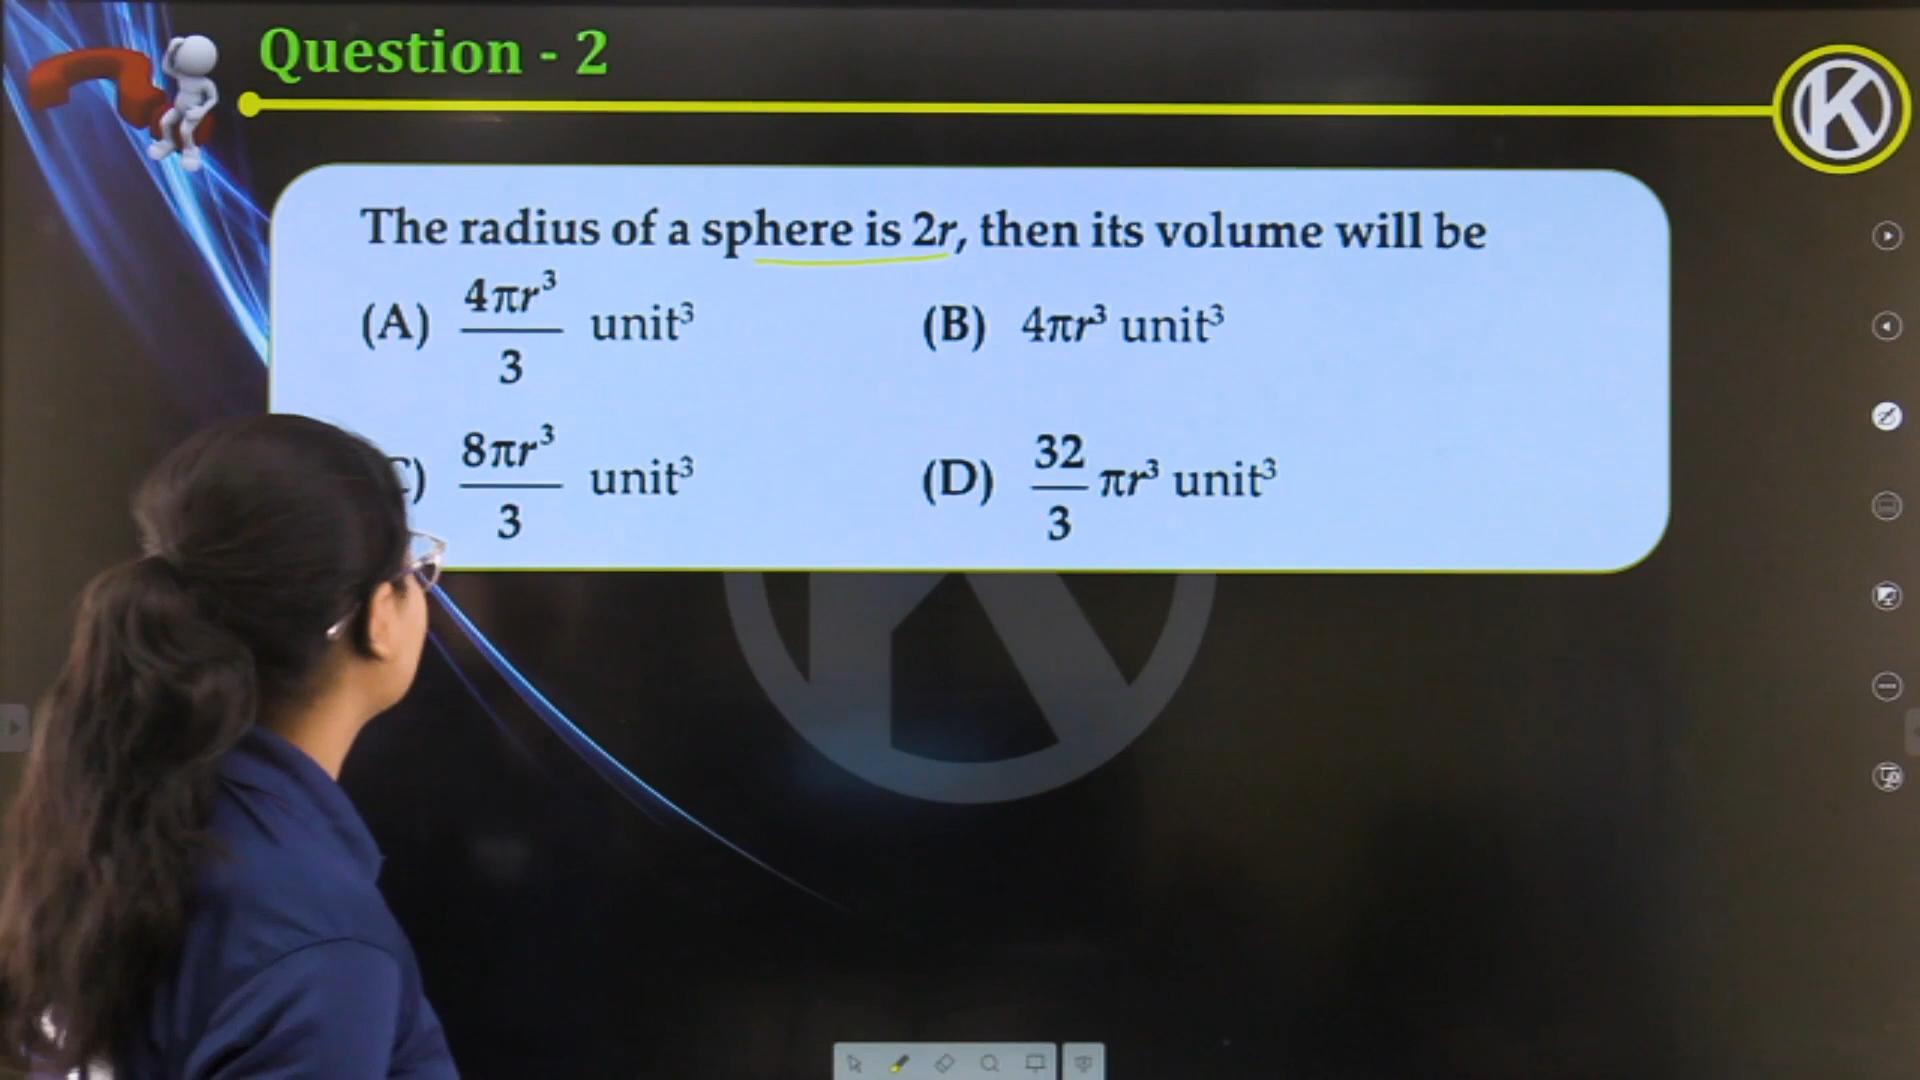 Question - 2
K
The radius of a sphere is 2r, then its volume will be
(A) 4πr³/3 unit³ (B) 4πr³ unit³
C) 8πr³/3 unit³ (D) 32/3 πr³ unit³